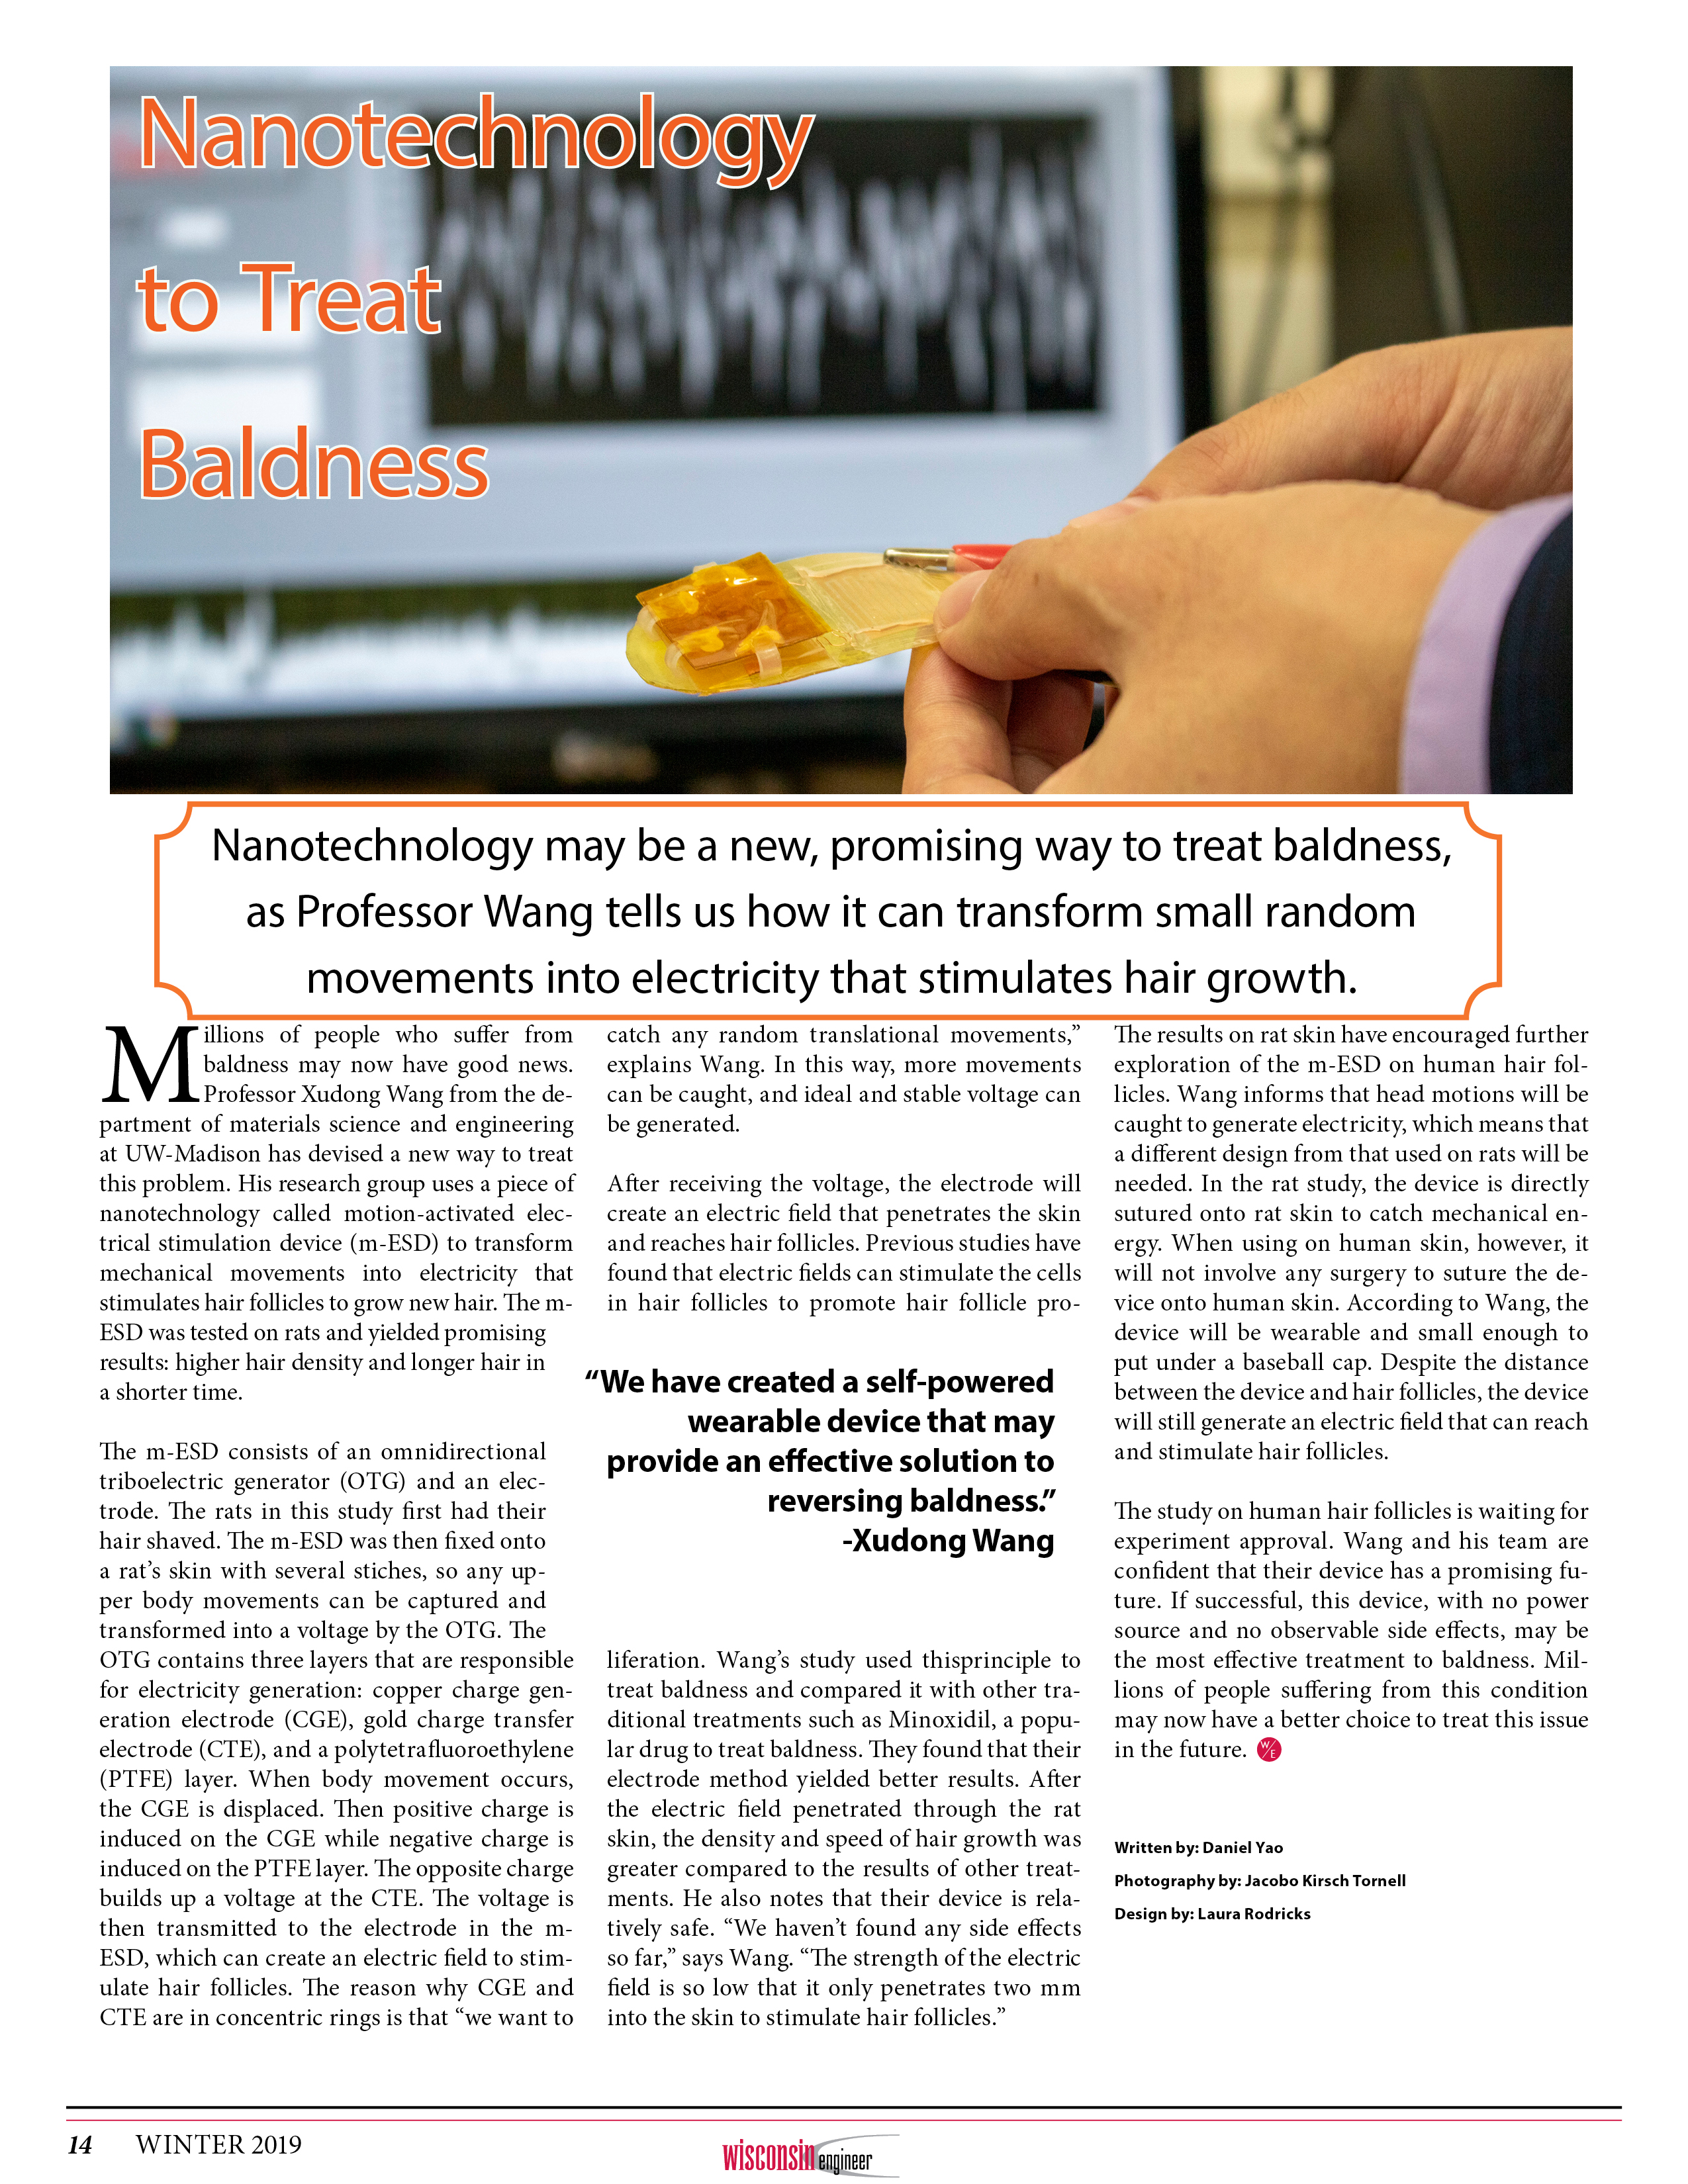 Nanotechnology
to Treat
Baldness
Nanotechnology may be a new, promising way to treat baldness,
as Professor Wang tells us how it can transform small random
movements into electricity that stimulates hair growth.
Millions of people who suffer from
baldness may now have good news.
Professor Xudong Wang from the de-
partment of materials science and engineering
at UW-Madison has devised a new way to treat
this problem. His research group uses a piece of
nanotechnology called motion-activated elec-
trical stimulation device (m-ESD) to transform
mechanical movements into electricity that
stimulates hair follicles to grow new hair. The m-
ESD was tested on rats and yielded promising
results: higher hair density and longer hair in
a shorter time.
The m-ESD consists of an omnidirectional
triboelectric generator (OTG) and an elec-
trode. The rats in this study first had their
hair shaved. The m-ESD was then fixed onto
a rat's skin with several stiches, so any up-
per body movements can be captured and
transformed into a voltage by the OTG. The
OTG contains three layers that are responsible
for electricity generation: copper charge gen-
eration electrode (CGE), gold charge transfer
electrode (CTE), and a polytetrafluoroethylene
(PTFE) layer. When body movement occurs,
the CGE is displaced. Then positive charge is
induced on the CGE while negative charge is
induced on the PTFE layer. The opposite charge
builds up a voltage at the CTE. The voltage is
then transmitted to the electrode in the m-
ESD, which can create an electric field to stim-
ulate hair follicles. The reason why CGE and
CTE are in concentric rings is that “we want to
catch any random translational movements,”
explains Wang. In this way, more movements
can be caught, and ideal and stable voltage can
be generated.
After receiving the voltage, the electrode will
create an electric field that penetrates the skin
and reaches hair follicles. Previous studies have
found that electric fields can stimulate the cells
in hair follicles to promote hair follicle pro-
“We have created a self-powered
wearable device that may
provide an effective solution to
reversing baldness.”
-Xudong Wang
liferation. Wang's study used thisprinciple to
treat baldness and compared it with other tra-
ditional treatments such as Minoxidil, a popu-
lar drug to treat baldness. They found that their
electrode method yielded better results. After
the electric field penetrated through the rat
skin, the density and speed of hair growth was
greater compared to the results of other treat-
ments. He also notes that their device is rela-
tively safe. “We haven't found any side effects
so far,” says Wang. “The strength of the electric
field is so low that it only penetrates two mm
into the skin to stimulate hair follicles.”
The results on rat skin have encouraged further
exploration of the m-ESD on human hair fol-
licles. Wang informs that head motions will be
caught to generate electricity, which means that
a different design from that used on rats will be
needed. In the rat study, the device is directly
sutured onto rat skin to catch mechanical en-
ergy. When using on human skin, however, it
will not involve any surgery to suture the de-
vice onto human skin. According to Wang, the
device will be wearable and small enough to
put under a baseball cap. Despite the distance
between the device and hair follicles, the device
will still generate an electric field that can reach
and stimulate hair follicles.
The study on human hair follicles is waiting for
experiment approval. Wang and his team are
confident that their device has a promising fu-
ture. If successful, this device, with no power
source and no observable side effects, may be
the most effective treatment to baldness. Mil-
lions of people suffering from this condition
may now have a better choice to treat this issue
in the future. W/E
Written by: Daniel Yao
Photography by: Jacobo Kirsch Tornell
Design by: Laura Rodricks
14 WINTER 2019
wisconsin engineer